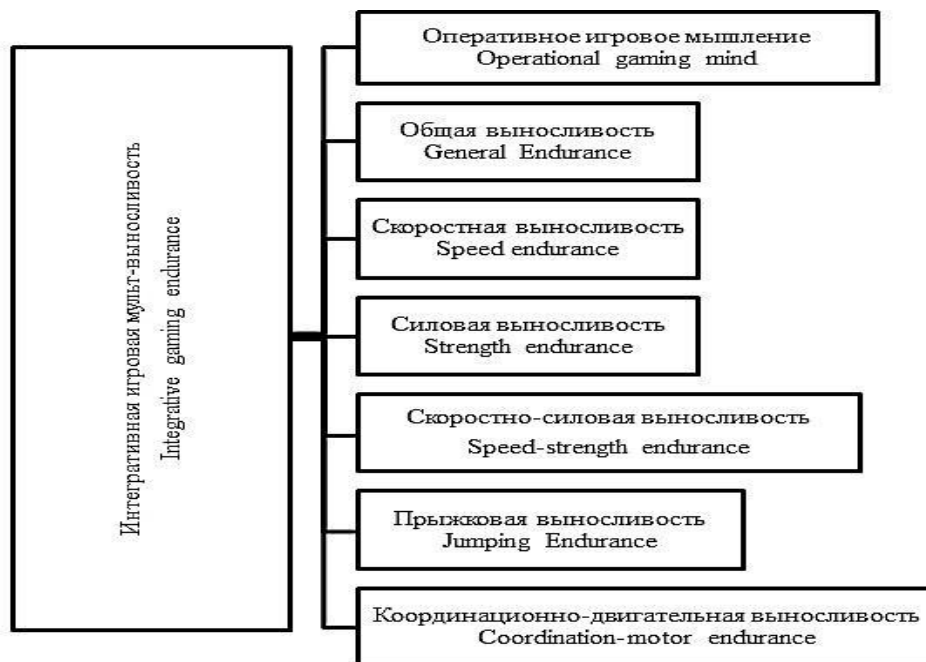 Интегративная игровая мульт-выносливость
Integrative gaming endurance
Оперативное игровое мышление
Operational gaming mind
Общая выносливость
General Endurance
Скоростная выносливость
Speed endurance
Силовая выносливость
Strength endurance
Скоростно-силовая выносливость
Speed-strength endurance
Прыжковая выносливость
Jumping Endurance
Координационно-двигательная выносливость
Coordination-motor endurance